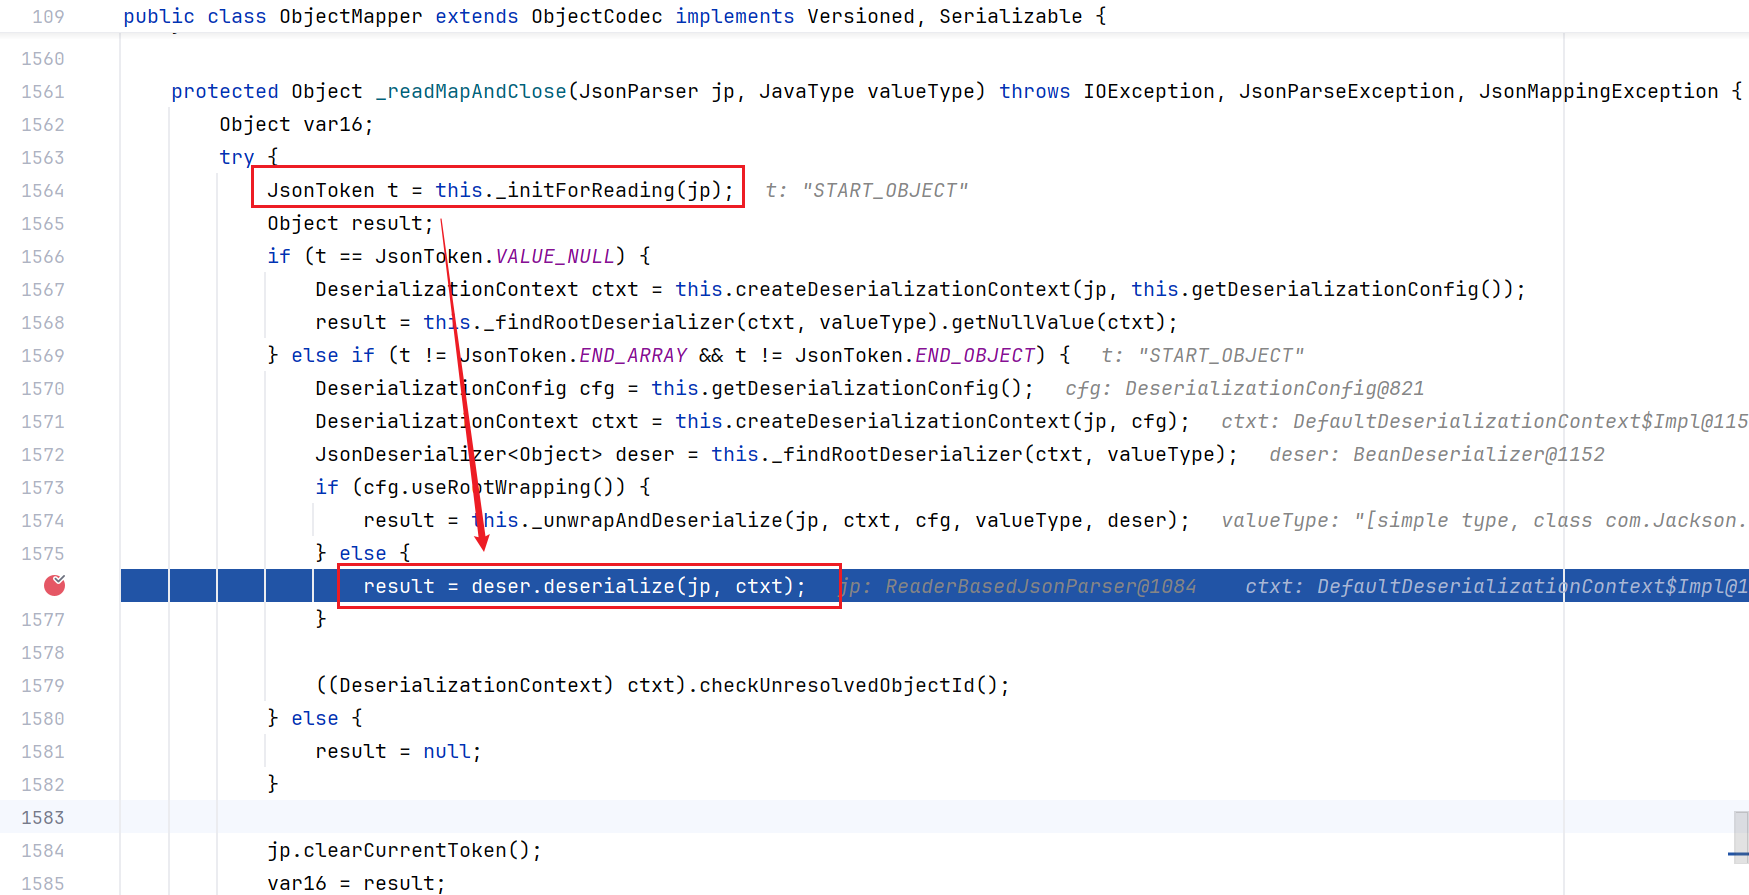 109 public class ObjectMapper extends ObjectCodec implements Versioned, Serializable {
1560
1561 protected Object _readMapAndClose(JsonParser jp, JavaType valueType) throws IOException, JsonParseException, JsonMappingException {
1562 Object var16;
1563 try {
1564 JsonToken t = this._initForReading(jp); t: "START_OBJECT"
1565 Object result;
1566 if (t == JsonToken.VALUE_NULL) {
1567 DeserializationContext ctxt = this.createDeserializationContext(jp, this.getDeserializationConfig());
1568 result = this._findRootDeserializer(ctxt, valueType).getNullValue(ctxt);
1569 } else if (t != JsonToken.END_ARRAY && t != JsonToken.END_OBJECT) { t: "START_OBJECT"
1570 DeserializationConfig cfg = this.getDeserializationConfig(); cfg: DeserializationConfig@821
1571 DeserializationContext ctxt = this.createDeserializationContext(jp, cfg); ctxt: DefaultDeserializationContext$Impl@115
1572 JsonDeserializer<Object> deser = this._findRootDeserializer(ctxt, valueType); deser: BeanDeserializer@1152
1573 if (cfg.useRootWrapping()) {
1574 result = this._unwrapAndDeserialize(jp, ctxt, cfg, valueType, deser); valueType: "[simple type, class com.Jackson.
1575 } else {
result = deser.deserialize(jp, ctxt); jp: ReaderBasedJsonParser@1084 ctxt: DefaultDeserializationContext$Impl@1
1577 }
1578
1579 ((DeserializationContext) ctxt).checkUnresolvedObjectId();
1580 } else {
1581 result = null;
1582 }
1583
1584 jp.clearCurrentToken();
1585 var16 = result;